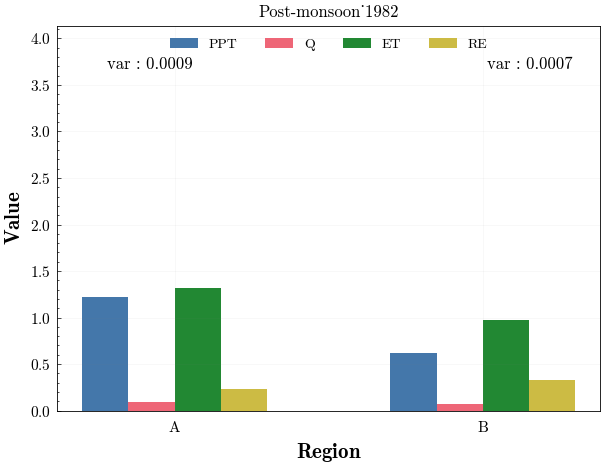 Post-monsoon˙1982
PPT Q ET RE
var : 0.0009 var : 0.0007
4.0
3.5
3.0
2.5
2.0
1.5
1.0
0.5
0.0
Value
A B
Region